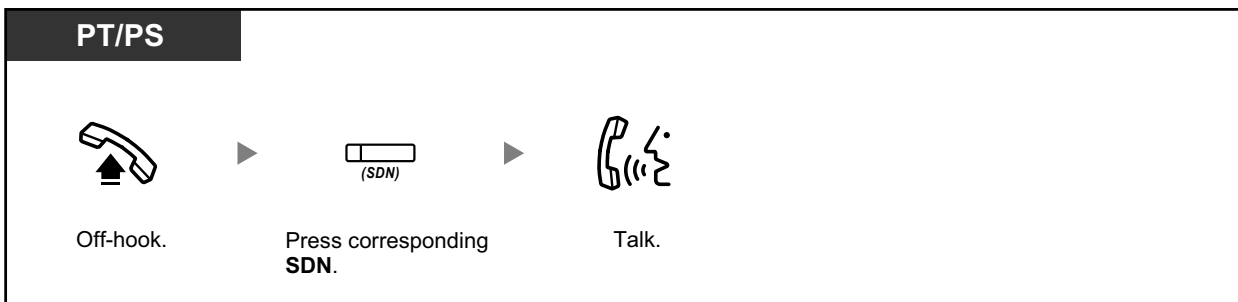 PT/PS
(SDN)
Off-hook.
Press corresponding
SDN.
Talk.